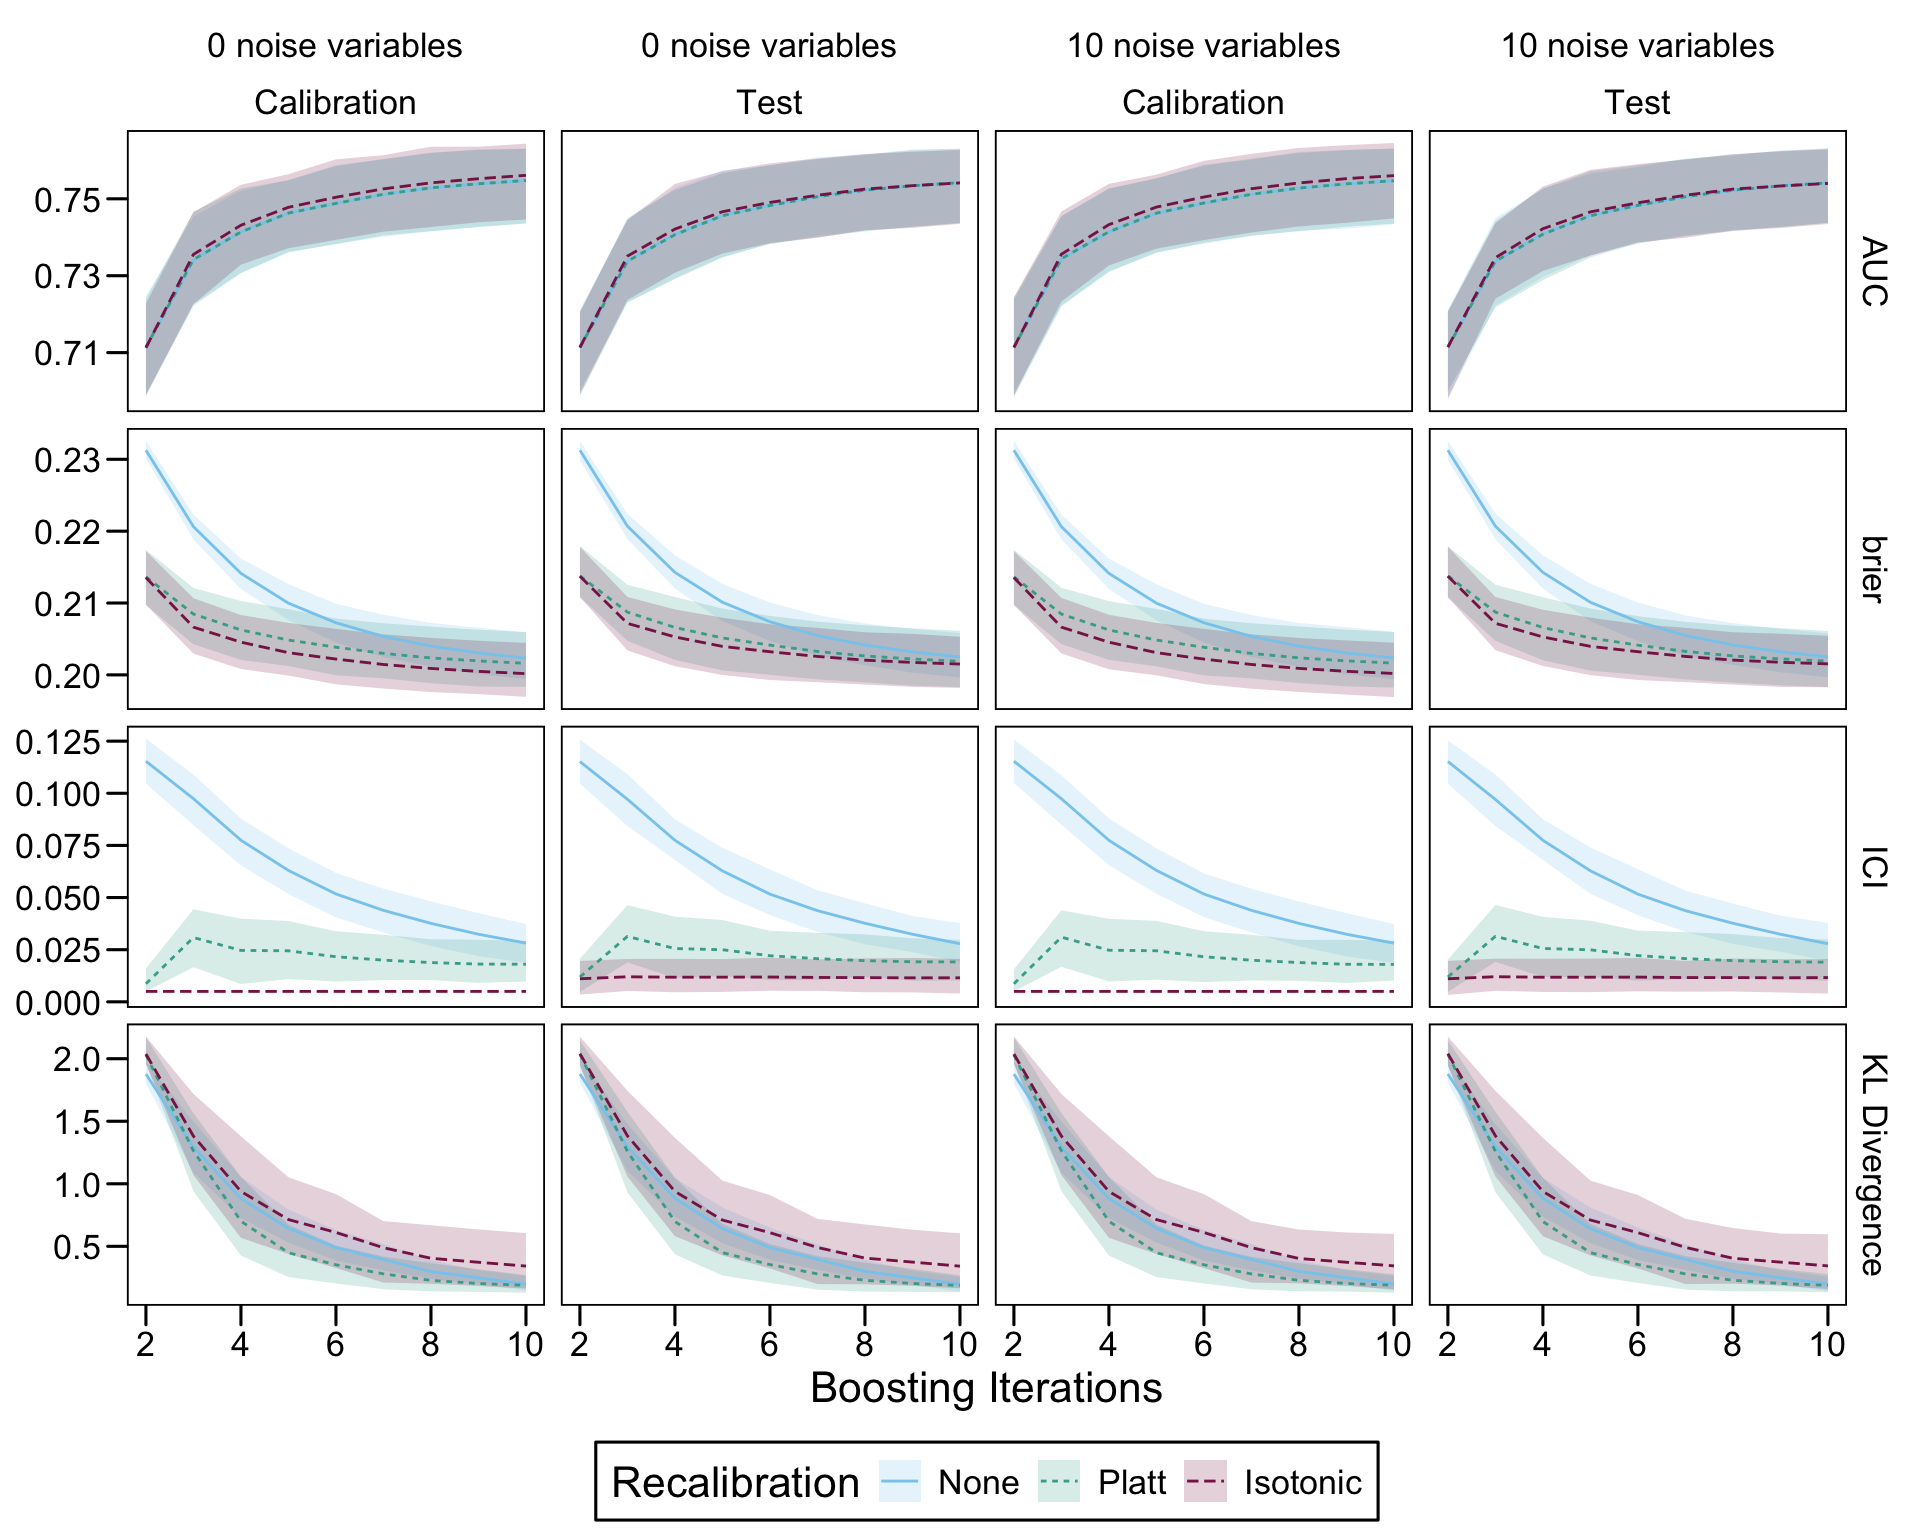 0 noise variables 0 noise variables 10 noise variables 10 noise variables
Calibration Test Calibration Test
0.75
0.73
0.71
AUC
0.23
0.22
0.21
0.20
brier
0.125
0.100
0.075
0.050
0.025
0.000
ICI
2.0
1.5
1.0
0.5
KL Divergence
2 4 6 8 10 2 4 6 8 10 2 4 6 8 10 2 4 6 8 10
Boosting Iterations
Recalibration None Platt Isotonic